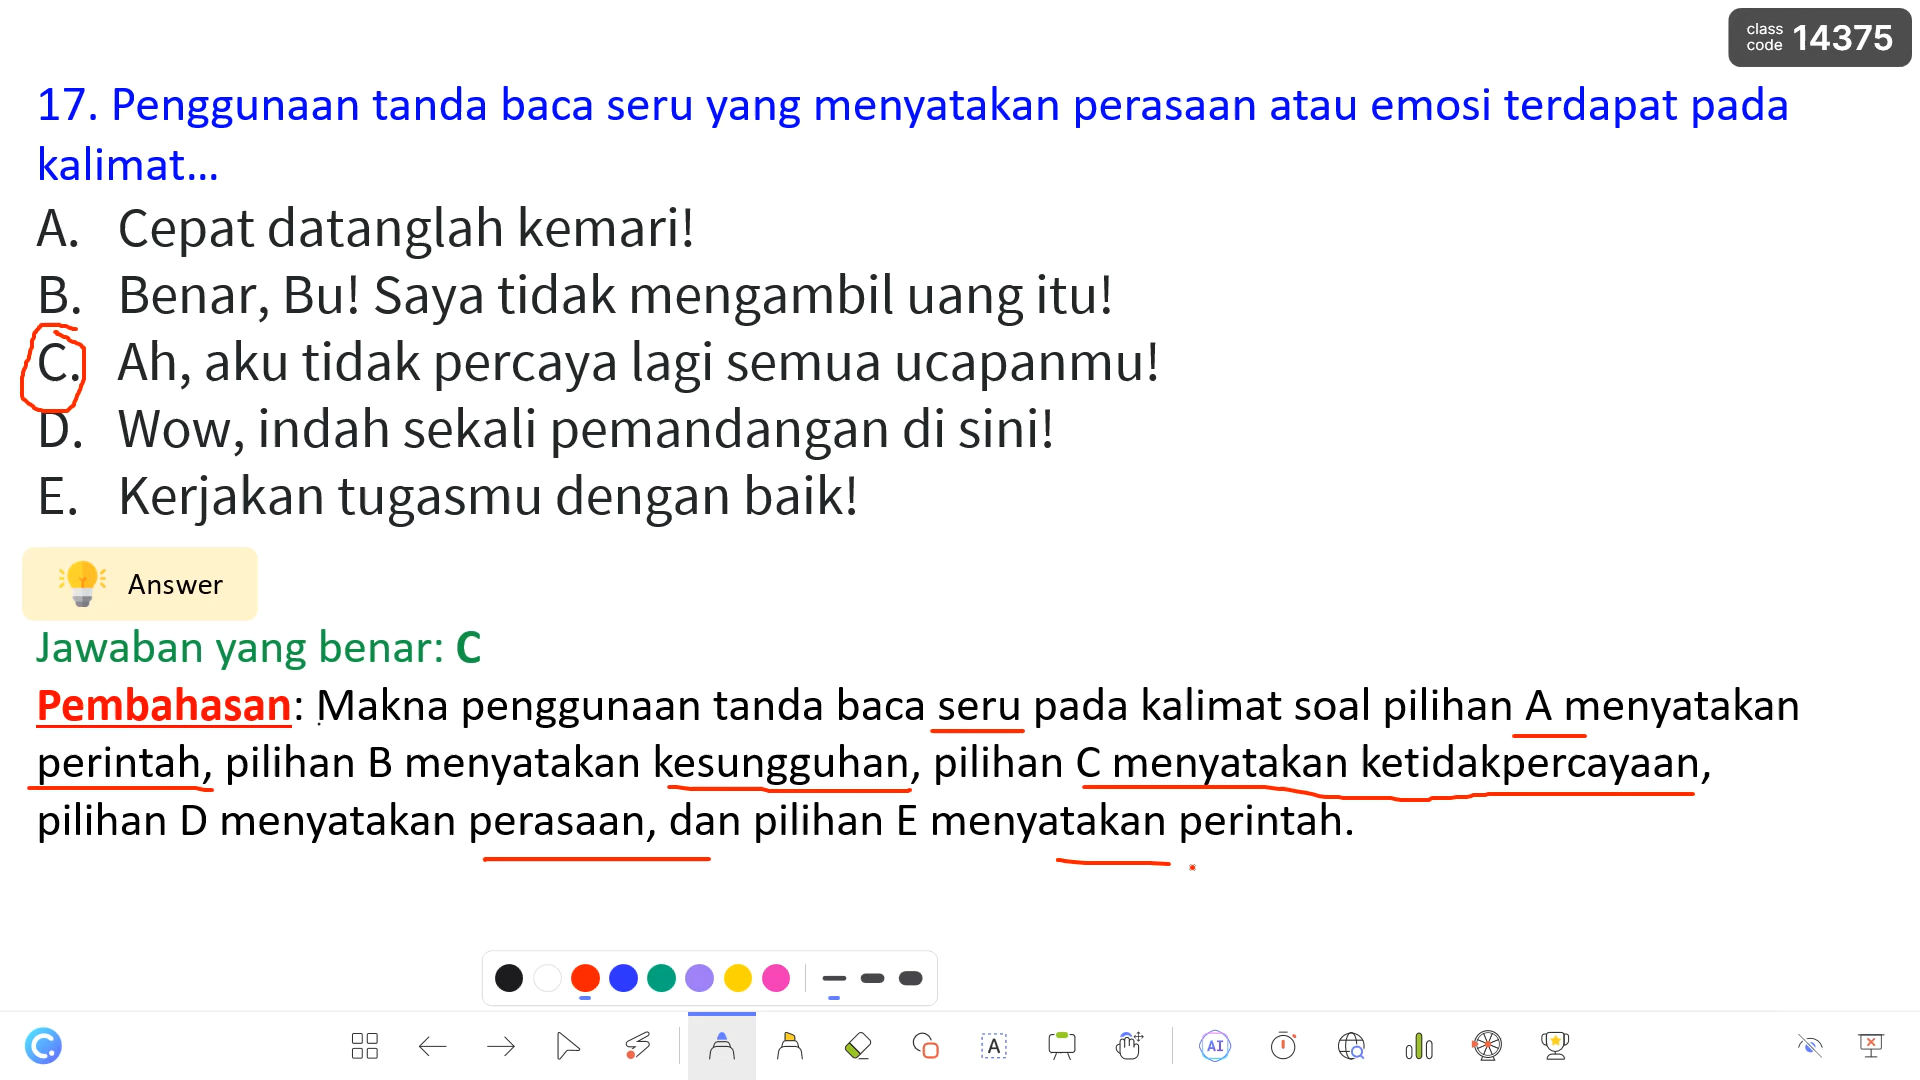 class
code 14375
17. Penggunaan tanda baca seru yang menyatakan perasaan atau emosi terdapat pada
kalimat...
A. Cepat datanglah kemari!
B. Benar, Bu! Saya tidak mengambil uang itu!
C. Ah, aku tidak percaya lagi semua ucapanmu!
D. Wow, indah sekali pemandangan di sini!
E. Kerjakan tugasmu dengan baik!
Answer
Jawaban yang benar: C
Pembahasan: Makna penggunaan tanda baca seru pada kalimat soal pilihan A menyatakan
perintah, pilihan B menyatakan kesungguhan, pilihan C menyatakan ketidakpercayaan,
pilihan D menyatakan perasaan, dan pilihan E menyatakan perintah.
A
AI